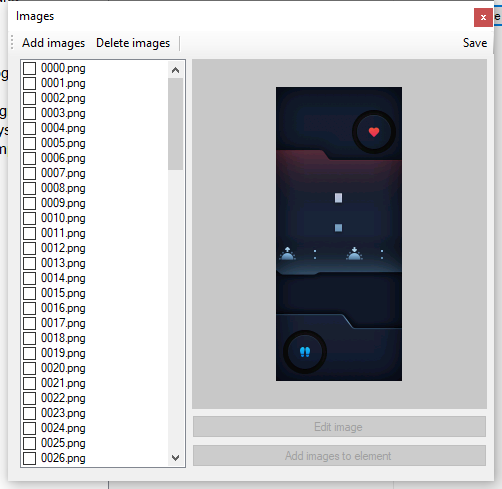 Images
x
Add images Delete images Save
0000.png
0001.png
0002.png
0003.png
0004.png
0005.png
0006.png
0007.png
0008.png
0009.png
0010.png
0011.png
0012.png
0013.png
0014.png
0015.png
0016.png
0017.png
0018.png
0019.png
0020.png
0021.png
0022.png
0023.png
0024.png
0025.png
0026.png
Edit image
Add images to element